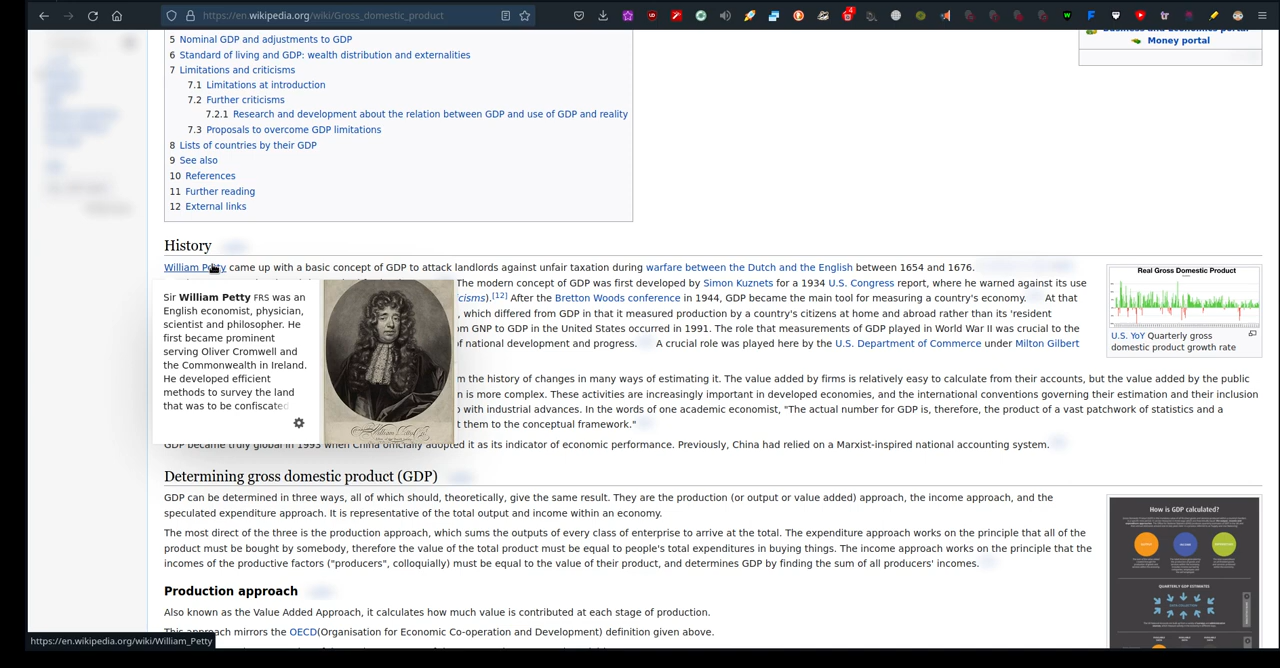 https://en.wikipedia.org/wiki/Gross_domestic_product
5 Nominal GDP and adjustments to GDP
6 Standard of living and GDP: wealth distribution and externalities
7 Limitations and criticisms
7.1 Limitations at introduction
7.2 Further criticisms
7.2.1 Research and development about the relation between GDP and use of GDP and reality
7.3 Proposals to overcome GDP limitations
8 Lists of countries by their GDP
9 See also
10 References
11 Further reading
12 External links
Money portal
History
William Petty came up with a basic concept of GDP to attack landlords against unfair taxation during warfare between the Dutch and the English between 1654 and 1676.
The modern concept of GDP was first developed by Simon Kuznets for a 1934 U.S. Congress report, where he warned against its use
cisms).[12] After the Bretton Woods conference in 1944, GDP became the main tool for measuring a country's economy. At that
, which differed from GDP in that it measured production by a country's citizens at home and abroad rather than its 'resident
om GNP to GDP in the United States occurred in 1991. The role that measurements of GDP played in World War II was crucial to the
f national development and progress. A crucial role was played here by the U.S. Department of Commerce under Milton Gilbert
m the history of changes in many ways of estimating it. The value added by firms is relatively easy to calculate from their accounts, but the value added by the public
n is more complex. These activities are increasingly important in developed economies, and the international conventions governing their estimation and their inclusion
with industrial advances. In the words of one academic economist, "The actual number for GDP is, therefore, the product of a vast patchwork of statistics and a
t them to the conceptual framework."
GDP became truly global in 1993 when China officially adopted it as its indicator of economic performance. Previously, China had relied on a Marxist-inspired national accounting system.
Sir William Petty FRS was an
English economist, physician,
scientist and philosopher. He
first became prominent
serving Oliver Cromwell and
the Commonwealth in Ireland.
He developed efficient
methods to survey the land
that was to be confiscated
Real Gross Domestic Product
U.S. YoY Quarterly gross
domestic product growth rate
Determining gross domestic product (GDP)
GDP can be determined in three ways, all of which should, theoretically, give the same result. They are the production (or output or value added) approach, the income approach, and the
speculated expenditure approach. It is representative of the total output and income within an economy.
The most direct of the three is the production approach, which sums the outputs of every class of enterprise to arrive at the total. The expenditure approach works on the principle that all of the
product must be bought by somebody, therefore the value of the total product must be equal to people's total expenditures in buying things. The income approach works on the principle that the
incomes of the productive factors ("producers", colloquially) must be equal to the value of their product, and determines GDP by finding the sum of all producers' incomes.
How is GDP calculated?
QUARTERLY GDP ESTIMATES
Production approach
Also known as the Value Added Approach, it calculates how much value is contributed at each stage of production.
This approach mirrors the OECD(Organisation for Economic Co-operation and Development) definition given above.
https://en.wikipedia.org/wiki/William_Petty